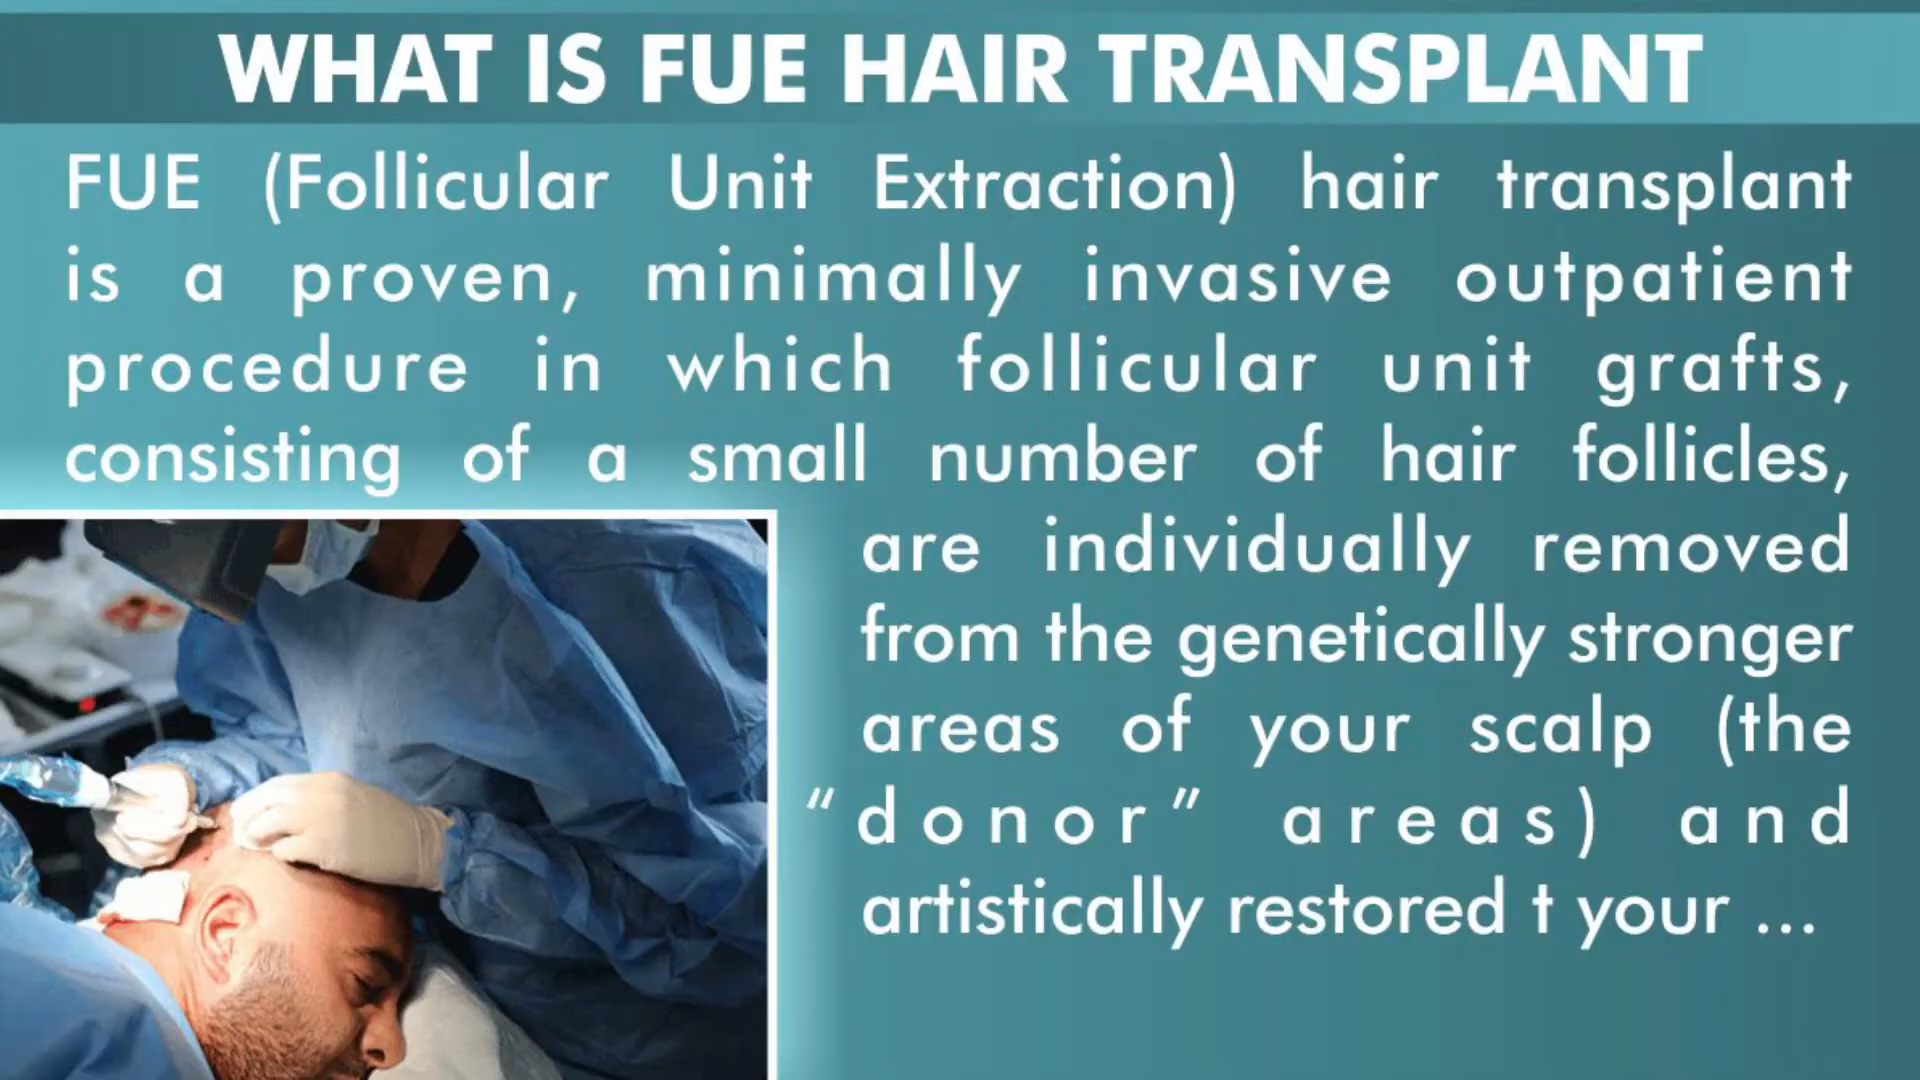 WHAT IS FUE HAIR TRANSPLANT
FUE (Follicular Unit Extraction) hair transplant
is a proven, minimally invasive outpatient
procedure in which follicular unit grafts,
consisting of a small number of hair follicles,
are individually removed
from the genetically stronger
areas of your scalp (the
“donor” areas) and
artistically restored t your ...